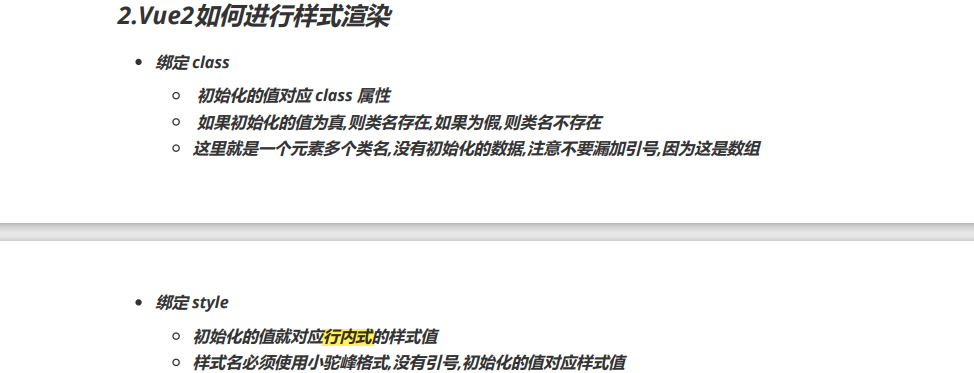 2.Vue2如何进行样式渲染
绑定 class
初始化的值对应 class 属性
如果初始化的值为真,则类名存在,如果为假,则类名不存在
这里就是一个元素多个类名,没有初始化的数据,注意不要漏加引号,因为这是数组
绑定 style
初始化的值就对应行内式的样式值
样式名必须使用小驼峰格式,没有引号,初始化的值对应样式值